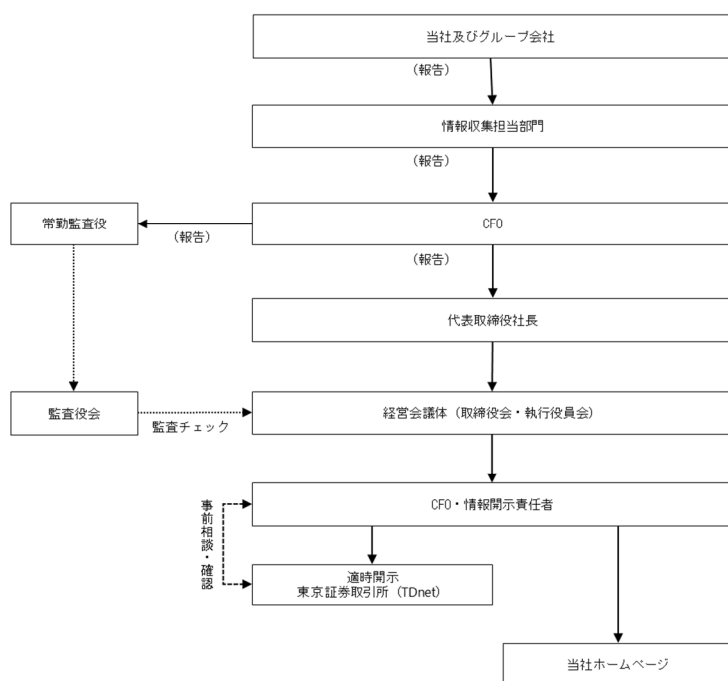 当社及びグループ会社
（報告）
情報収集担当部門
（報告）
常勤監査役
（報告）
CFO
（報告）
代表取締役社長
監査役会
監査チェック
経営会議体（取締役会・執行役員会）
CFO・情報開示責任者
事前相談・確認
適時開示
東京証券取引所（TDnet）
当社ホームページ